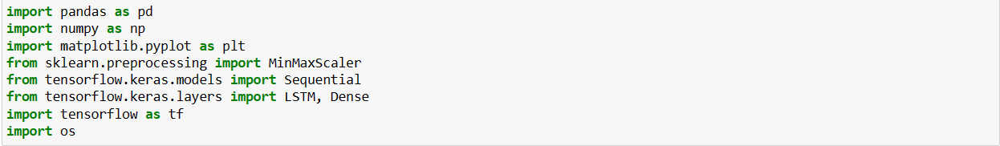 import pandas as pd
import numpy as np
import matplotlib.pyplot as plt
from sklearn.preprocessing import MinMaxScaler
from tensorflow.keras.models import Sequential
from tensorflow.keras.layers import LSTM, Dense
import tensorflow as tf
import os